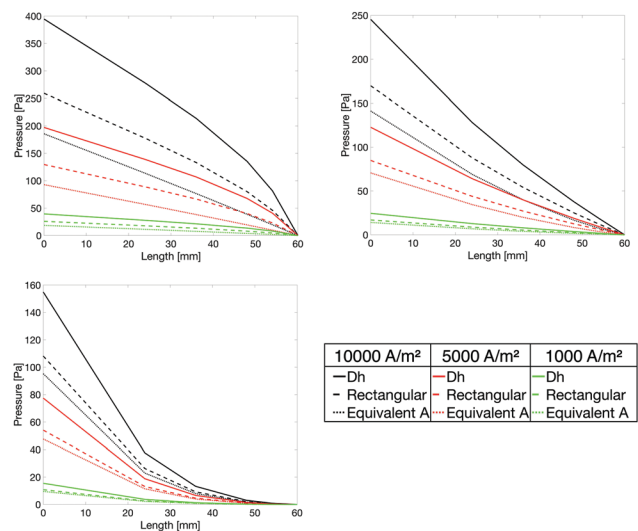 400
350
300
250
200
150
100
50
0
Pressure [Pa]
0 10 20 30 40 50 60
Length [mm]
250
200
150
100
50
0
Pressure [Pa]
0 10 20 30 40 50 60
Length [mm]
160
140
120
100
80
60
40
20
0
Pressure [Pa]
0 10 20 30 40 50 60
Length [mm]
10000 A/m² 5000 A/m² 1000 A/m²
Dh Dh Dh
Rectangular Rectangular Rectangular
Equivalent A Equivalent A Equivalent A